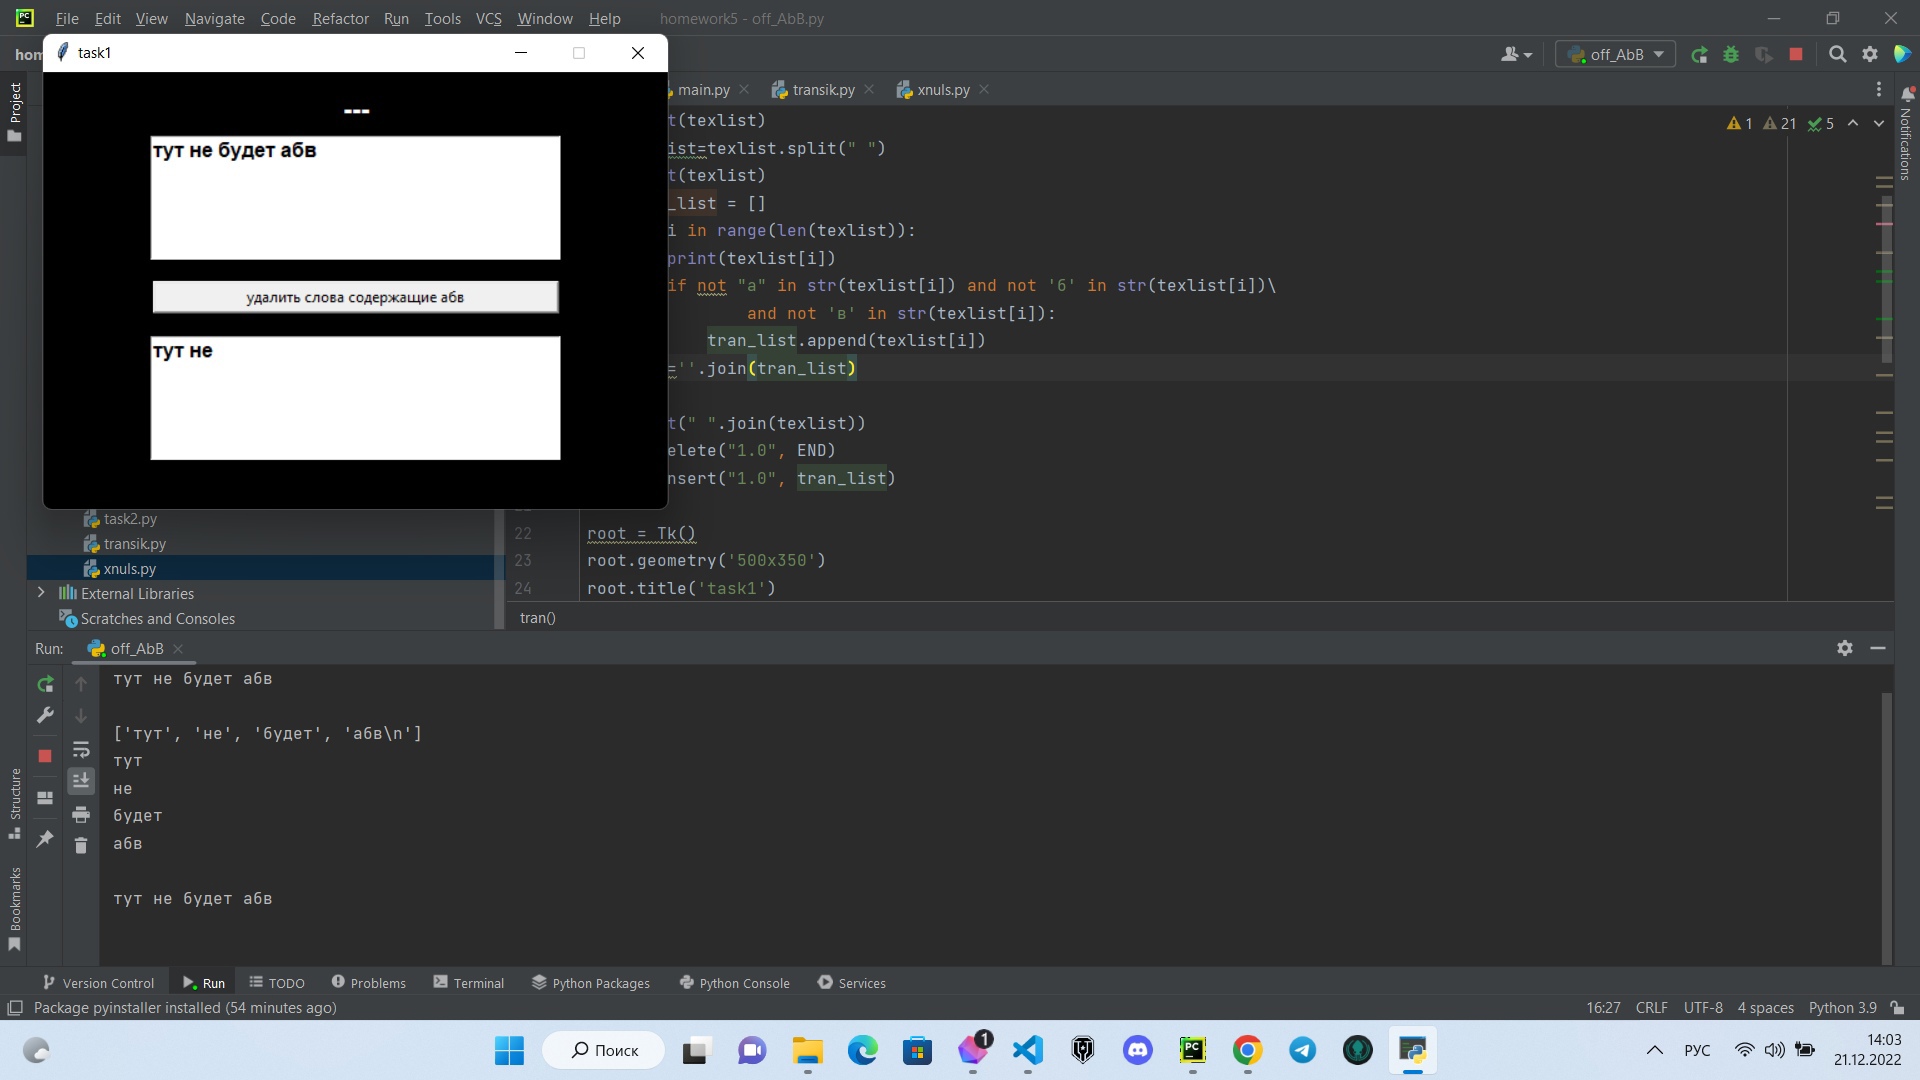 File Edit View Navigate Code Refactor Run Tools VCS Window Help homework5 - off_AbB.py
task1
off_AbB
main.py transik.py xnuls.py
Project
Notifications
1 21 5
---
тут не будет абв
удалить слова содержащие абв
тут не
t(texlist)
ist=texlist.split(" ")
t(texlist)
_list = []
i in range(len(texlist)):
print(texlist[i])
if not "а" in str(texlist[i]) and not 'б' in str(texlist[i])\
and not 'в' in str(texlist[i]):
tran_list.append(texlist[i])
=''.join(tran_list)
t(" ".join(texlist))
elete("1.0", END)
nsert("1.0", tran_list)
22 root = Tk()
23 root.geometry('500x350')
24 root.title('task1')
tran()
task2.py
transik.py
xnuls.py
External Libraries
Scratches and Consoles
Run: off_AbB
тут не будет абв
['тут', 'не', 'будет', 'абв\n']
тут
не
будет
абв
тут не будет абв
Structure
Bookmarks
Version Control Run TODO Problems Terminal Python Packages Python Console Services
Package pyinstaller installed (54 minutes ago) 16:27 CRLF UTF-8 4 spaces Python 3.9
Поиск
1
PC
РУС
14:03
21.12.2022